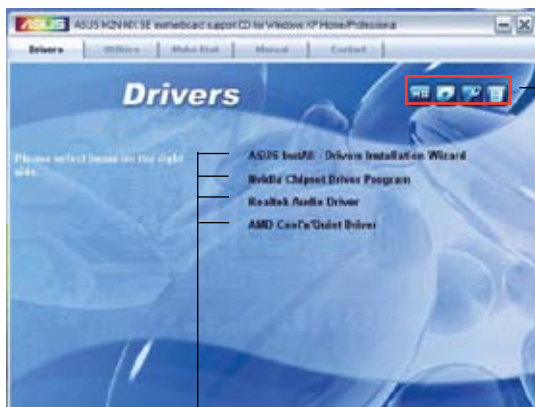 ASUS ASUS M2N-MX SE motherboard support CD for Windows XP Home/Professional
Drivers Utilities Make Disk Manual Contact
Drivers
Please select items on the right
side.
ASUS InstAll - Drivers Installation Wizard
Nvidia Chipset Driver Program
Realtek Audio Driver
AMD Cool'n'Quiet Driver